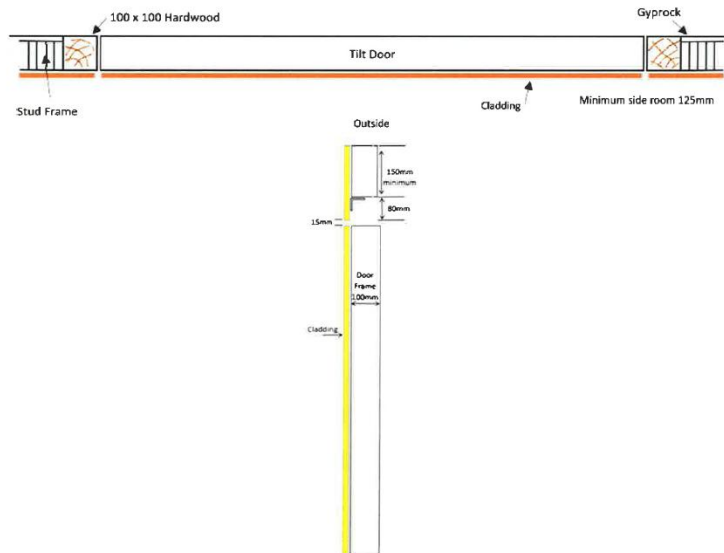 100 x 100 Hardwood
Gyprock
Tilt Door
Stud Frame
Cladding
Minimum side room 125mm
Outside
150mm
minimum
80mm
15mm
Door
Frame
100mm
Cladding